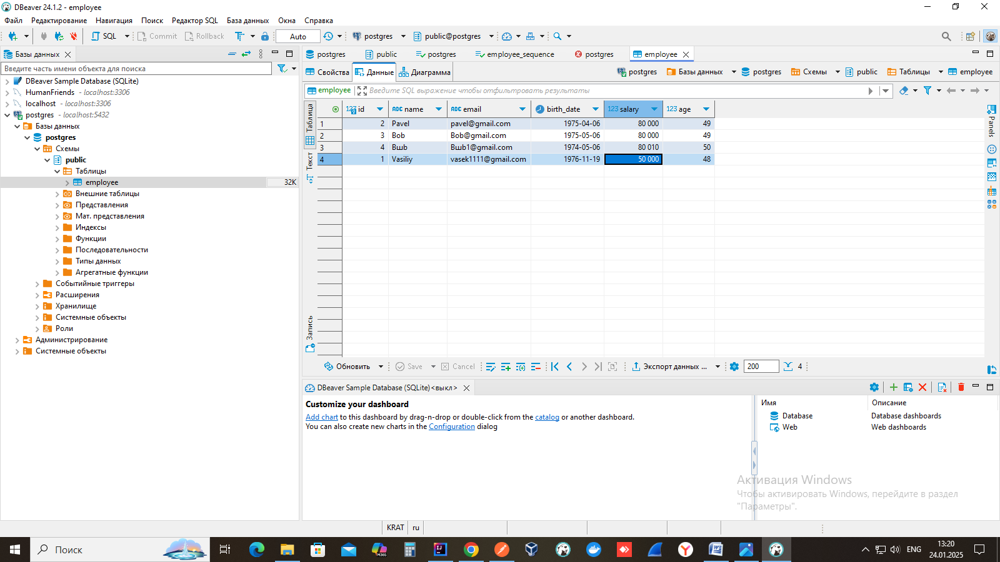 DBeaver 24.1.2 - employee
Файл Редактирование Навигация Поиск Редактор SQL База данных Окна Справка
SQL Commit Rollback Auto postgres public@postgres
Базы данных
Введите часть имени объекта для поиска
DBeaver Sample Database (SQLite)
HumanFriends - localhost:3306
localhost - localhost:3306
postgres - localhost:5432
Базы данных
postgres
Схемы
public
Таблицы
employee 32K
Внешние таблицы
Представления
Мат. представления
Индексы
Функции
Последовательности
Типы данных
Агрегатные функции
Событийные триггеры
Расширения
Хранилище
Системные объекты
Роли
Администрирование
Системные объекты
postgres public postgres employee_sequence postgres employee
Свойства Данные Диаграмма postgres Базы данных postgres Схемы public Таблицы employee
employee Введите SQL выражение чтобы отфильтровать результаты
Таблица
Текст
Запись
Panels
123 id ABC name ABC email birth_date 123 salary 123 age
1 2 Pavel pavel@gmail.com 1975-04-06 80 000 49
2 3 Bob Bob@gmail.com 1975-05-06 80 000 49
3 4 Вшb Вшb1@gmail.com 1974-05-06 80 010 50
4 1 Vasiliy vasek1111@gmail.com 1976-11-19 50 000 48
Обновить Save Cancel Экспорт данных ... 200 4
DBeaver Sample Database (SQLite) <выкл>
Customize your dashboard
Add chart to this dashboard by drag-n-drop or double-click from the catalog or another dashboard.
You can also create new charts in the Configuration dialog
Имя Описание
Database Database dashboards
Web Web dashboards
Активация Windows
Чтобы активировать Windows, перейдите в раздел
"Параметры".
KRAT ru
Поиск
M365
ENG
13:20
24.01.2025